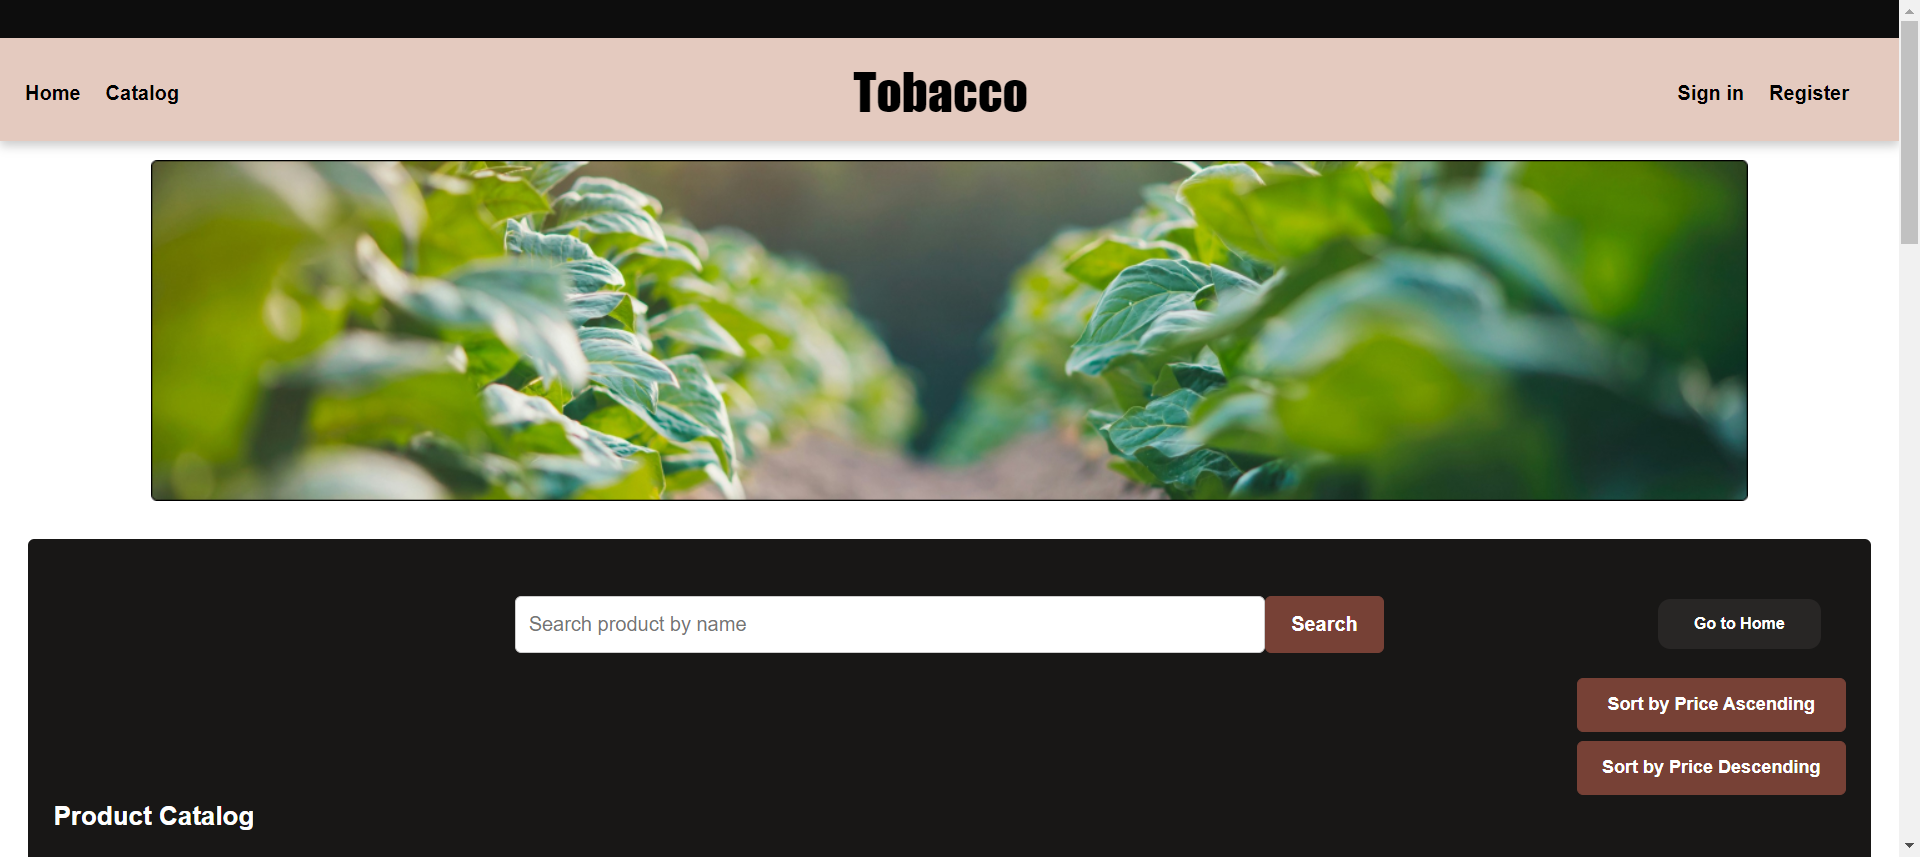 Home Catalog Tobacco Sign in Register
Search product by name Search Go to Home
Sort by Price Ascending
Sort by Price Descending
Product Catalog